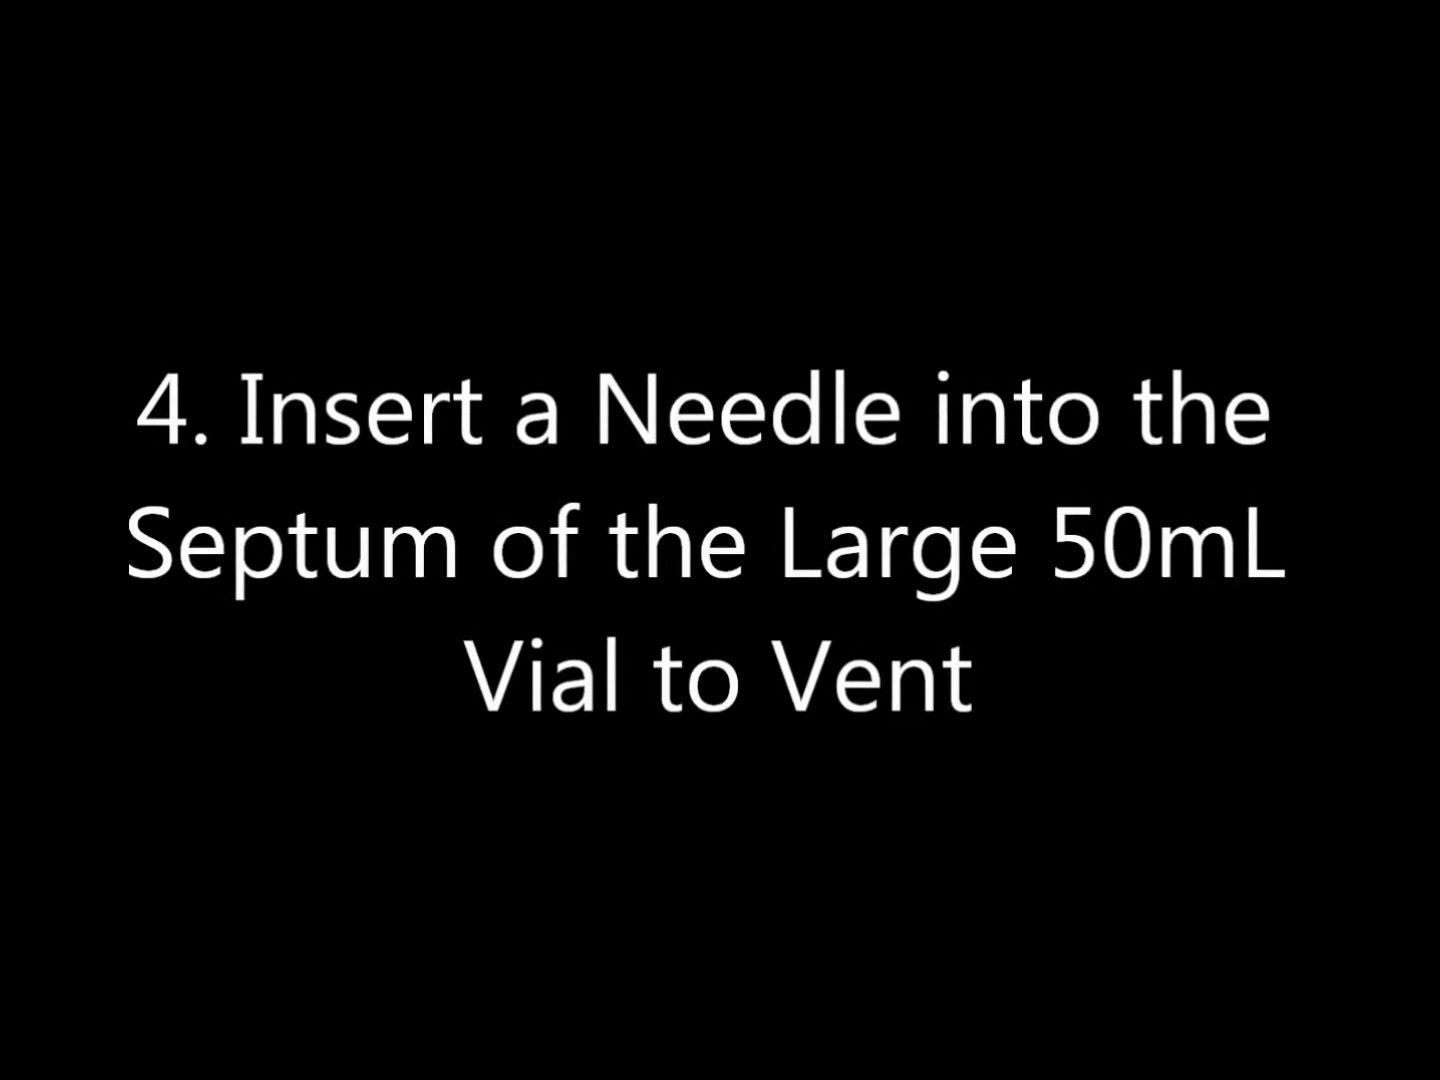 4. Insert a Needle into the
Septum of the Large 50mL
Vial to Vent